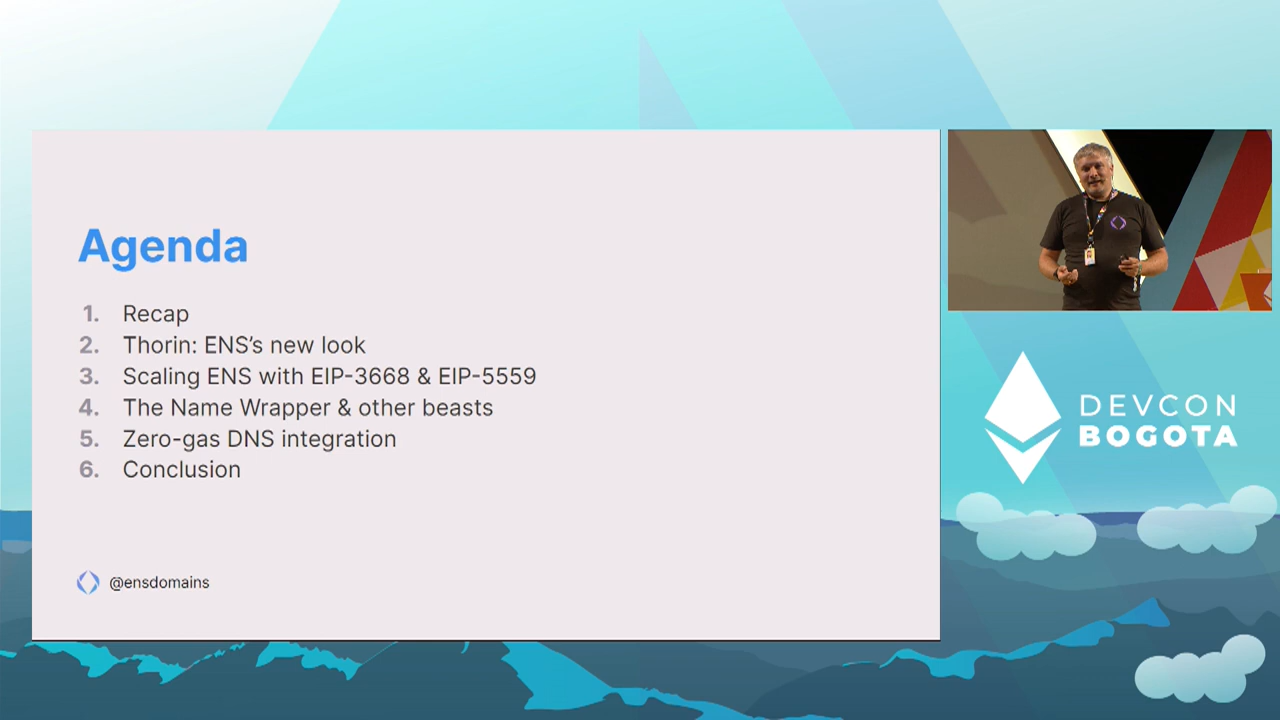 Agenda
1. Recap
2. Thorin: ENS’s new look
3. Scaling ENS with EIP-3668 & EIP-5559
4. The Name Wrapper & other beasts
5. Zero-gas DNS integration
6. Conclusion
@ensdomains
DEVCON
BOGOTA